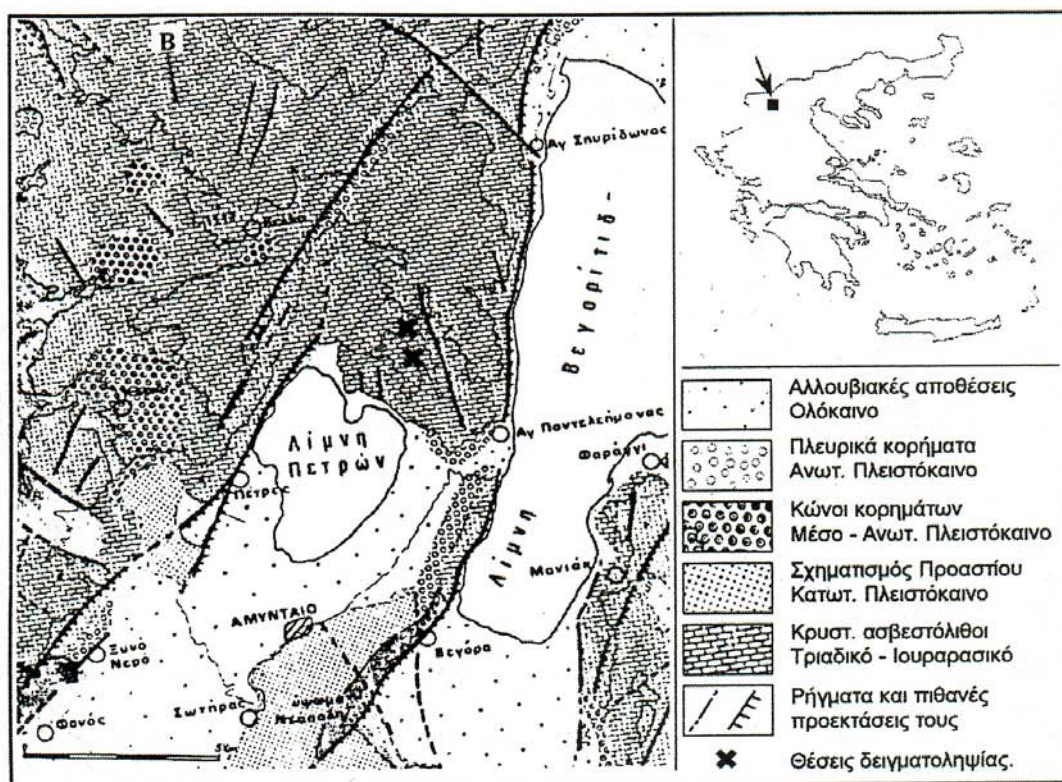 B
Αγ Σπυρίδωνας
Βεγορίτιδ -
Λίμνη
Πετρών
Αγ Παντελεήμονας
Φαράγγι
Πέτρες
Λίμνη
Μανιάκι
ΑΜΥΝΤΑΙΟ
Ξυνό
Νερό
Βεγόρα
Φανός
Σωτήρας
ύψωμα
5Km
Αλλουβιακές αποθέσεις
Ολόκαινο
Πλευρικά κορήματα
Ανωτ. Πλειστόκαινο
Κώνοι κορημάτων
Μέσο - Ανωτ. Πλειστόκαινο
Σχηματισμός Προαστίου
Κατωτ. Πλειστόκαινο
Κρυστ. ασβεστόλιθοι
Τριαδικό - Ιουραρασικό
Ρήγματα και πιθανές
προεκτάσεις τους
Θέσεις δειγματοληψίας.